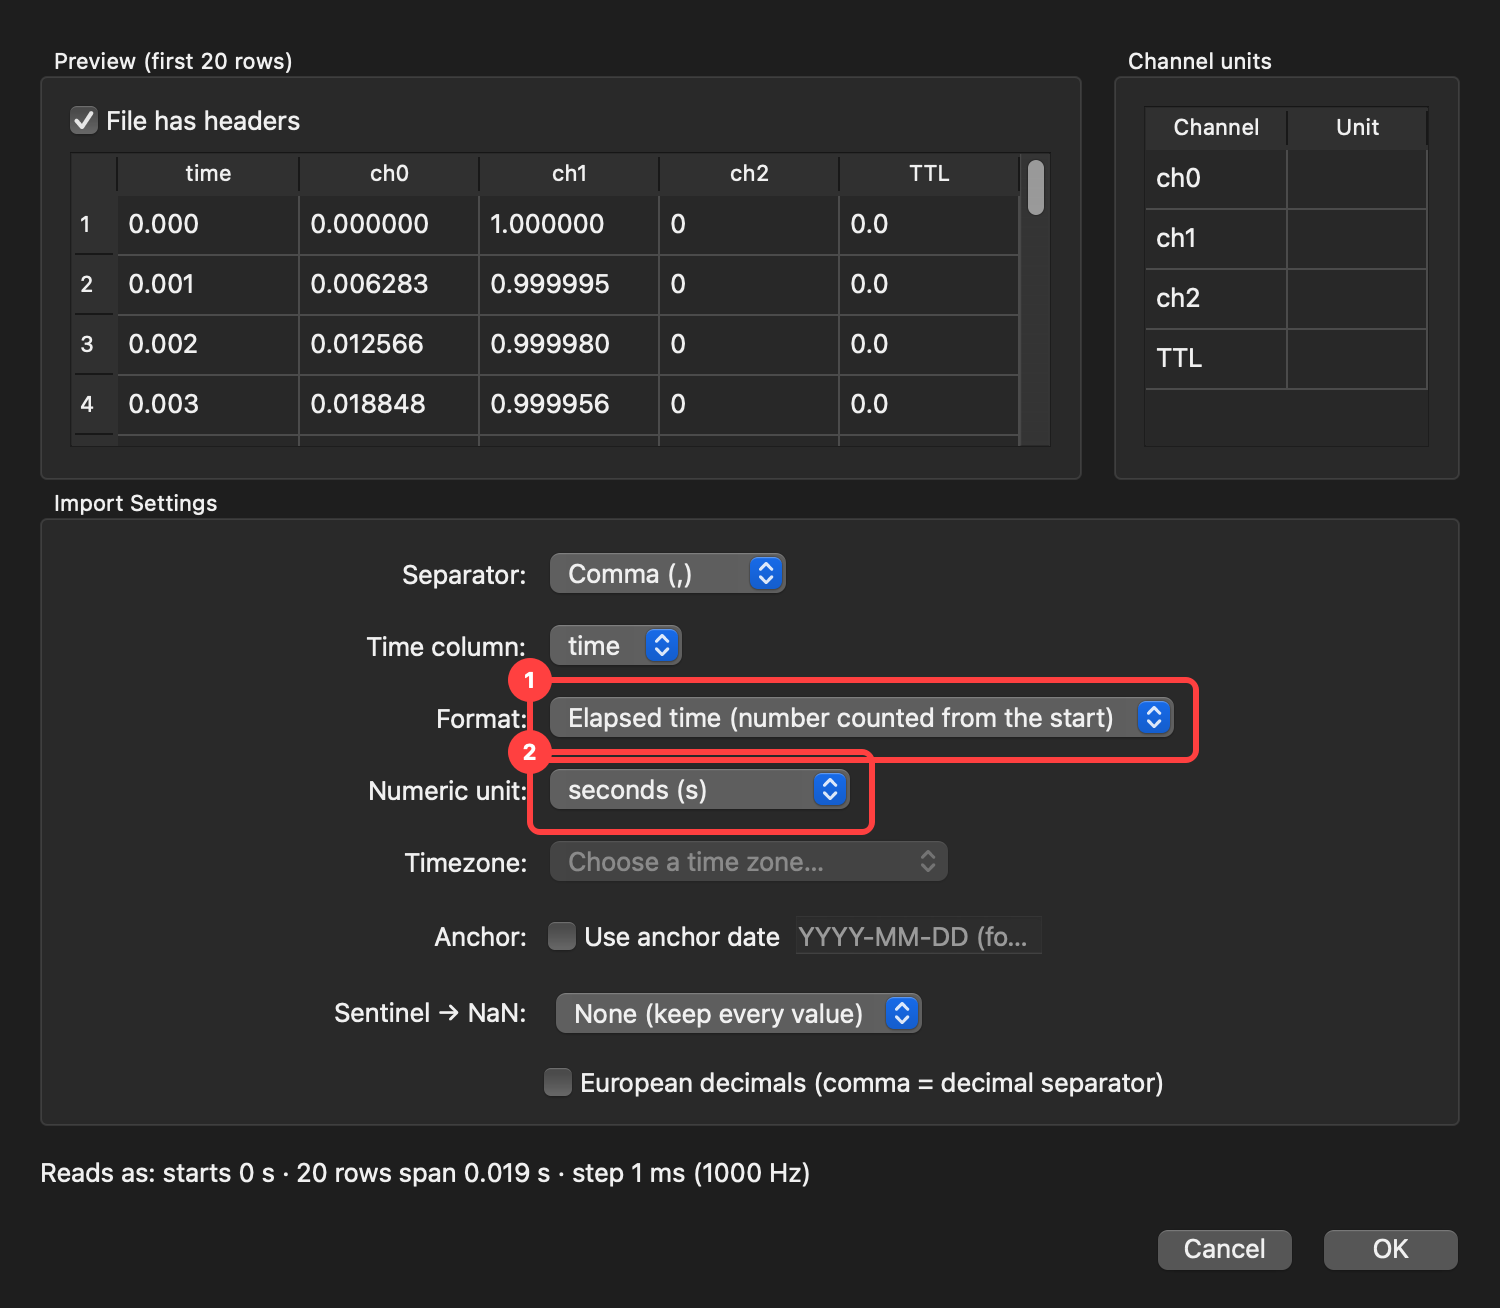 Preview (first 20 rows)
File has headers
time ch0 ch1 ch2 TTL
1 0.000 0.000000 1.000000 0 0.0
2 0.001 0.006283 0.999995 0 0.0
3 0.002 0.012566 0.999980 0 0.0
4 0.003 0.018848 0.999956 0 0.0
Channel units
Channel Unit
ch0
ch1
ch2
TTL
Import Settings
Separator: Comma (,)
Time column: time
1
Format: Elapsed time (number counted from the start)
2
Numeric unit: seconds (s)
Timezone: Choose a time zone...
Anchor: Use anchor date YYYY-MM-DD (fo...
Sentinel → NaN: None (keep every value)
European decimals (comma = decimal separator)
Reads as: starts 0 s · 20 rows span 0.019 s · step 1 ms (1000 Hz)
Cancel OK